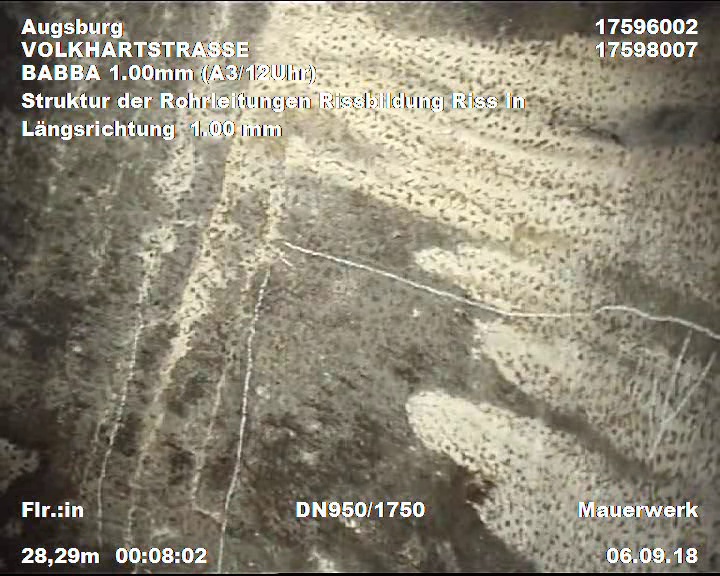 Augsburg 17596002
VOLKHARTSTRASSE 17598007
BABBA 1.00mm (A3/12Uhr)
Struktur der Rohrleitungen Rissbildung Riss in
Längsrichtung 1.00 mm
Flr.:in DN950/1750 Mauerwerk
28,29m 00:08:02 06.09.18